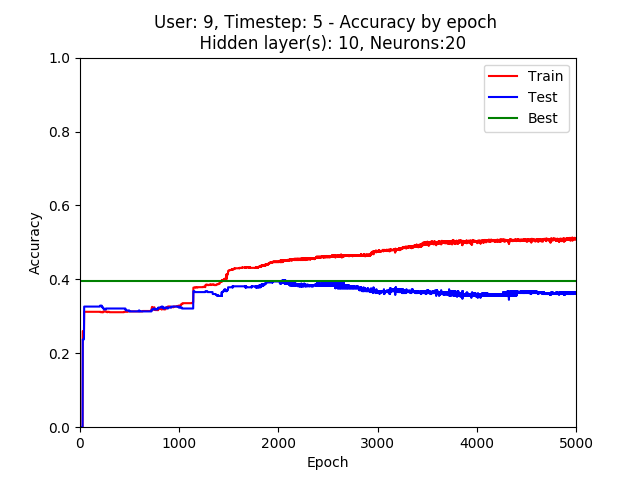 User: 9, Timestep: 5 - Accuracy by epoch
Hidden layer(s): 10, Neurons:20
Train
Test
Best
Accuracy
1.0
0.8
0.6
0.4
0.2
0.0
0 1000 2000 3000 4000 5000
Epoch